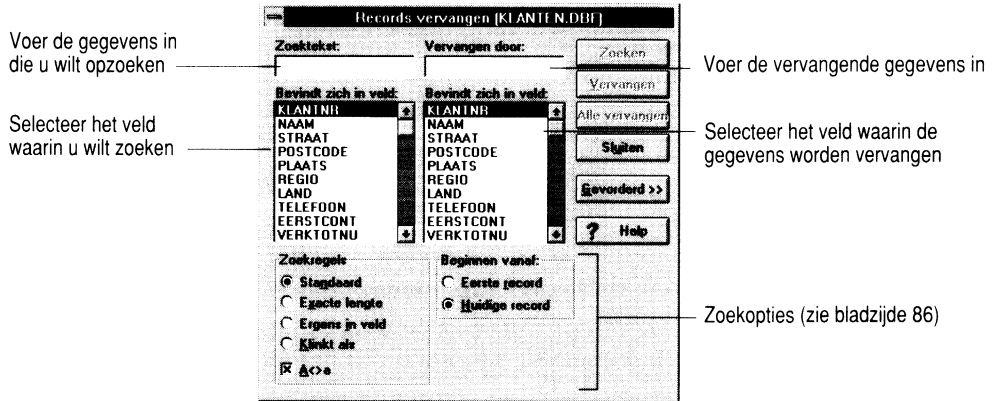 Records vervangen (KLANTEN.DBF)
Voer de gegevens in
die u wilt opzoeken
Zoektekst:
Vervangen door:
Zoeken
Voer de vervangende gegevens in
Vervangen
Bevindt zich in veld:
Bevindt zich in veld:
Alle vervangen
Selecteer het veld
waarin u wilt zoeken
KLANTNR
NAAM
STRAAT
POSTCODE
PLAATS
REGIO
LAND
TELEFOON
EERSTCONT
VERKTOTNU
KLANTNR
NAAM
STRAAT
POSTCODE
PLAATS
REGIO
LAND
TELEFOON
EERSTCONT
VERKTOTNU
Selecteer het veld waarin de
gegevens worden vervangen
Sluiten
Gevorderd >>
? Help
Zoekregels
Standaard
Exacte lengte
Ergens in veld
Klinkt als
A<>a
Beginnen vanaf:
Eerste record
Huidige record
Zoekopties (zie bladzijde 86)